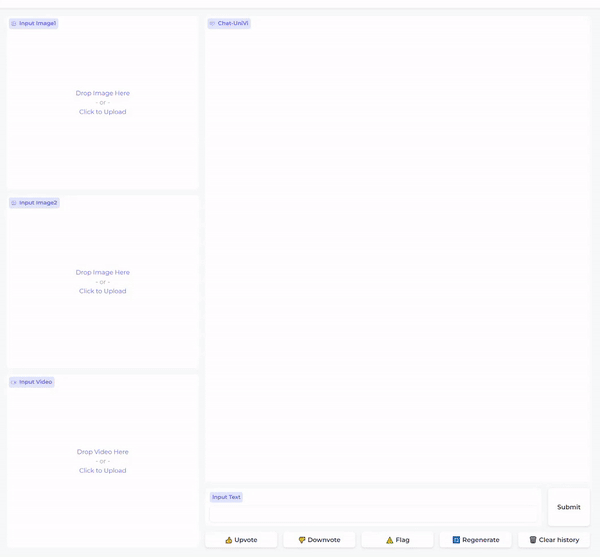 Input Image1
Drop Image Here
- or -
Click to Upload
Input Image2
Drop Image Here
- or -
Click to Upload
Input Video
Drop Video Here
- or -
Click to Upload
Chat-UniVi
Input Text
Submit
Upvote
Downvote
Flag
Regenerate
Clear history